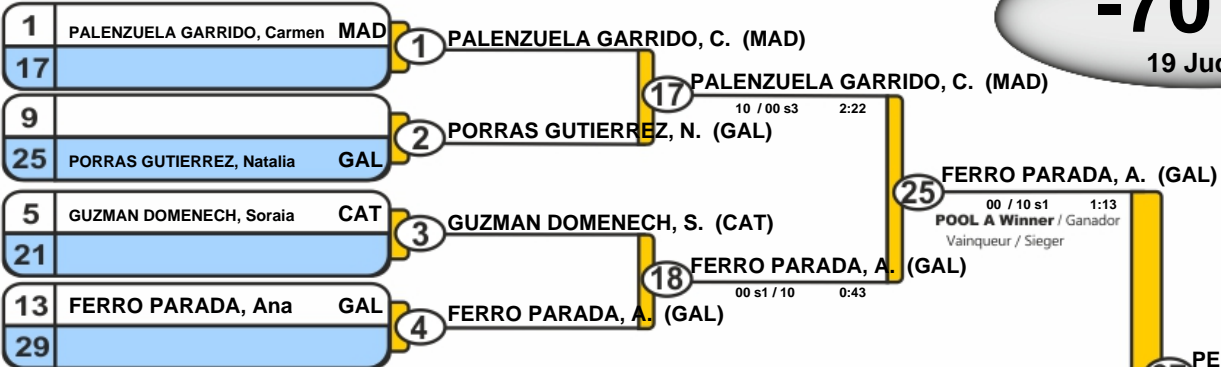 -70
19 Jud
1 PALENZUELA GARRIDO, Carmen MAD
17
1
PALENZUELA GARRIDO, C. (MAD)
9
25 PORRAS GUTIERREZ, Natalia GAL
2
PORRAS GUTIERREZ, N. (GAL)
17
PALENZUELA GARRIDO, C. (MAD)
10 / 00 s3 2:22
5 GUZMAN DOMENECH, Soraia CAT
21
3
GUZMAN DOMENECH, S. (CAT)
13 FERRO PARADA, Ana GAL
29
4
FERRO PARADA, A. (GAL)
18
FERRO PARADA, A. (GAL)
00 s1 / 10 0:43
25
FERRO PARADA, A. (GAL)
00 / 10 s1 1:13
POOL A Winner / Ganador
Vainqueur / Sieger
PE